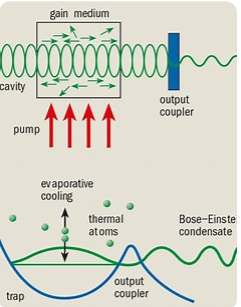 gain medium
cavity
output
coupler
pump
evaporative
cooling
thermal
atoms
Bose–Einste
condensate
output
coupler
trap